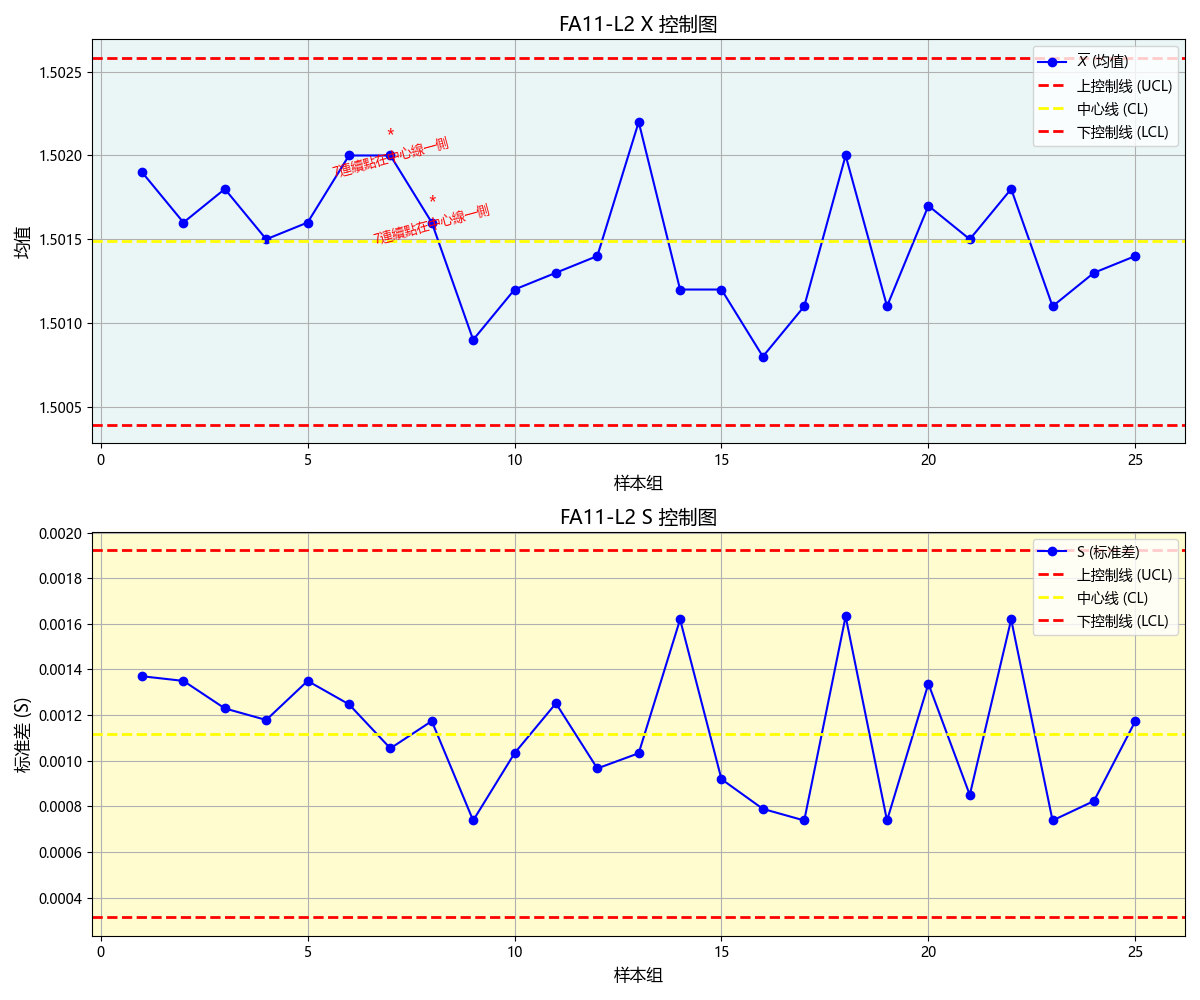 FA11-L2 X 控制图
均值
1.5025
1.5020
1.5015
1.5010
1.5005
*
7連續點在中心線一側
*
7連續點在中心線一側
X̅ (均值)
上控制线 (UCL)
中心线 (CL)
下控制线 (LCL)
0 5 10 15 20 25
样本组
FA11-L2 S 控制图
标准差 (S)
0.0020
0.0018
0.0016
0.0014
0.0012
0.0010
0.0008
0.0006
0.0004
S (标准差)
上控制线 (UCL)
中心线 (CL)
下控制线 (LCL)
0 5 10 15 20 25
样本组